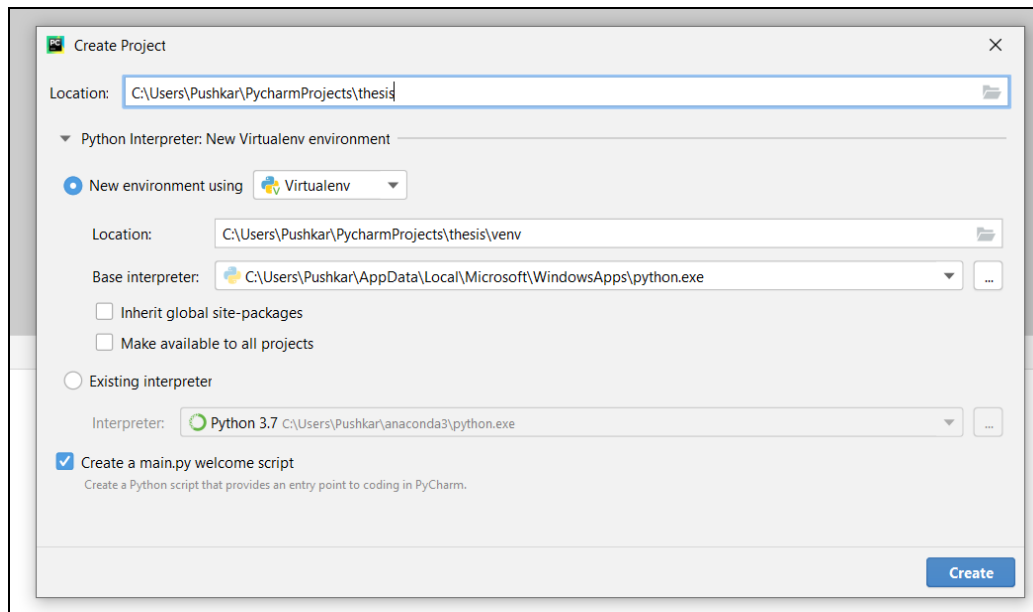 PC
Create Project
Location: C:\Users\Pushkar\PycharmProjects\thesis
Python Interpreter: New Virtualenv environment
New environment using Virtualenv
Location: C:\Users\Pushkar\PycharmProjects\thesis\venv
Base interpreter: C:\Users\Pushkar\AppData\Local\Microsoft\WindowsApps\python.exe ...
Inherit global site-packages
Make available to all projects
Existing interpreter
Interpreter: Python 3.7 C:\Users\Pushkar\anaconda3\python.exe ...
Create a main.py welcome script
Create a Python script that provides an entry point to coding in PyCharm.
Create